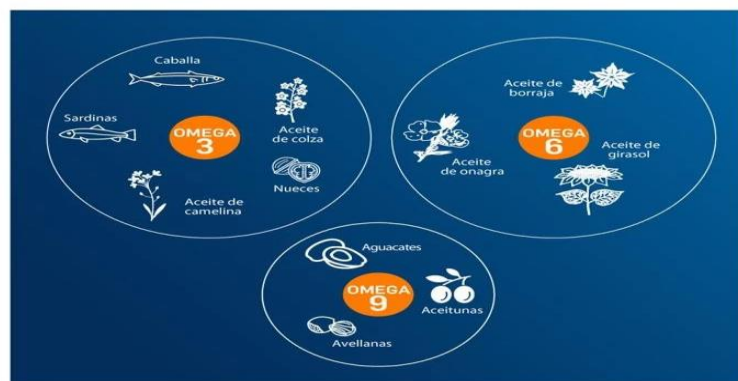 Caballa
Sardinas
OMEGA
3
Aceite
de colza
Nueces
Aceite de
camelina
Aceite de
borraja
OMEGA
6
Aceite
de onagra
Aceite de
girasol
Aguacates
OMEGA
9
Aceitunas
Avellanas